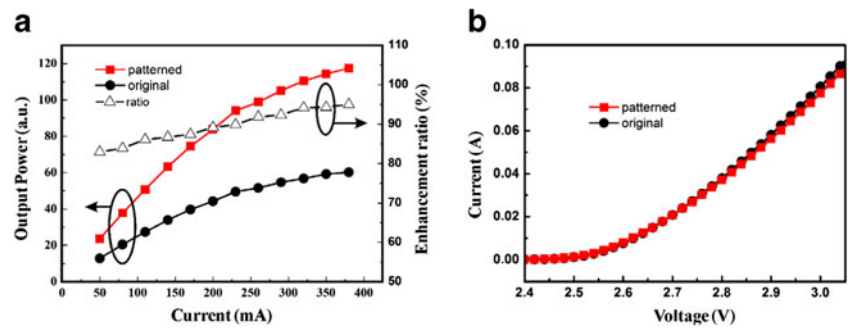 a
Output Power (a.u.)
120
100
80
60
40
20
0
patterned
original
ratio
110
100
90
80
70
60
50
Enhancement ratio (%)
0 50 100 150 200 250 300 350 400
Current (mA)
b
Current (A)
0.10
0.08
0.06
0.04
0.02
0.00
patterned
original
2.4 2.5 2.6 2.7 2.8 2.9 3.0
Voltage (V)